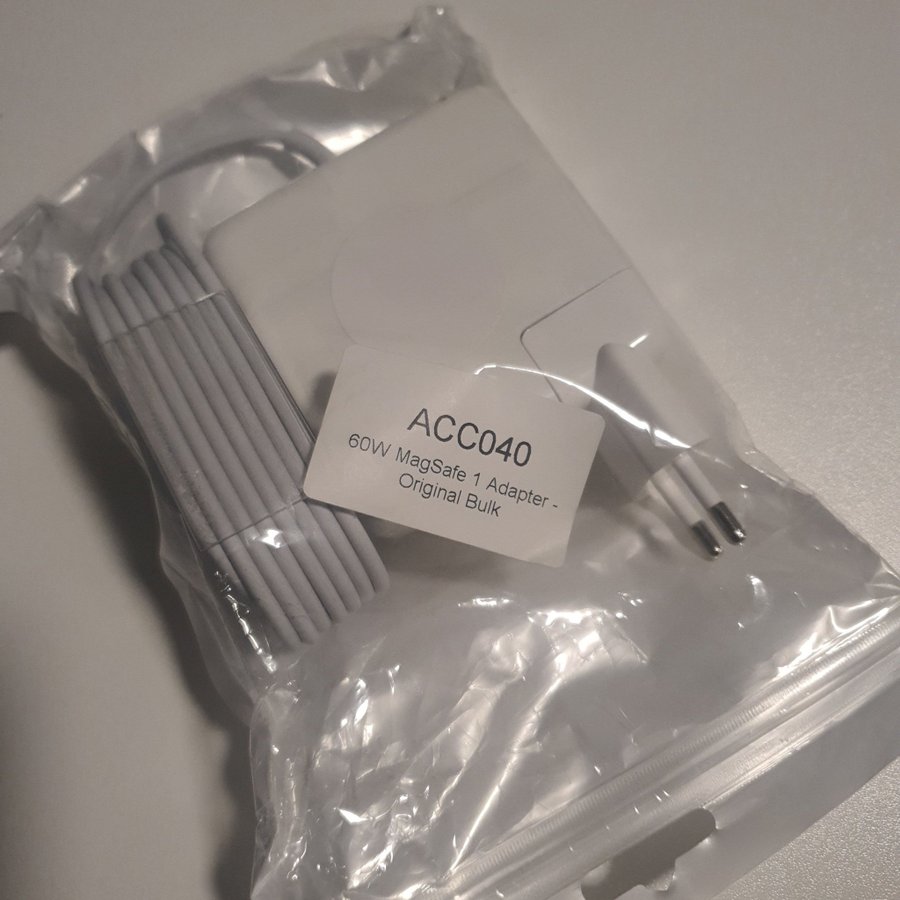 ACC040
60W MagSafe 1 Adapter -
Original Bulk